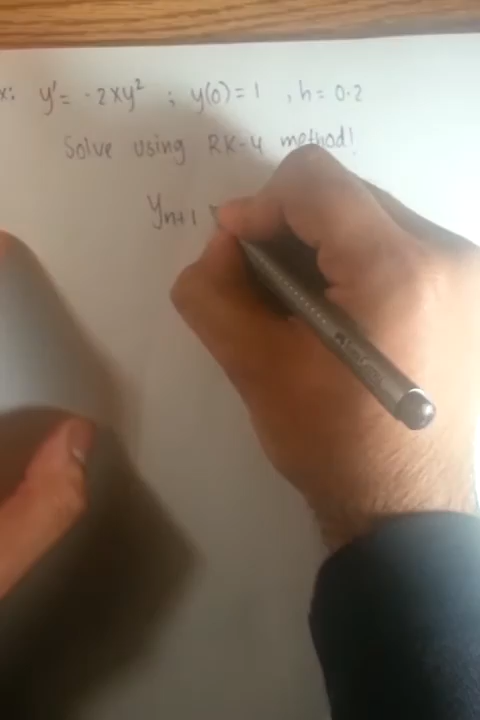 x: y' = -2xy² ; y(0) = 1 , h = 0.2
Solve using RK-4 method!
yn+1